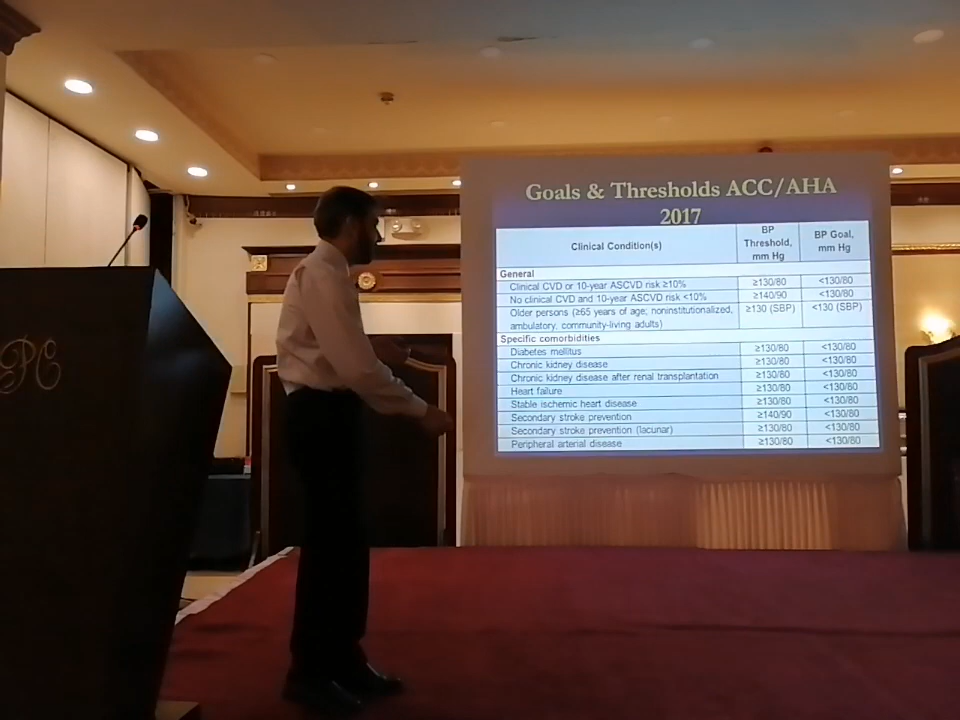 Goals & Thresholds ACC/AHA
2017
Clinical Condition(s) BP Threshold, mm Hg BP Goal, mm Hg
General
Clinical CVD or 10-year ASCVD risk ≥10% ≥130/80 <130/80
No clinical CVD and 10-year ASCVD risk <10% ≥140/90 <130/80
Older persons (≥65 years of age; noninstitutionalized, ≥130 (SBP) <130 (SBP)
ambulatory, community-living adults)
Specific comorbidities
Diabetes mellitus ≥130/80 <130/80
Chronic kidney disease ≥130/80 <130/80
Chronic kidney disease after renal transplantation ≥130/80 <130/80
Heart failure ≥130/80 <130/80
Stable ischemic heart disease ≥130/80 <130/80
Secondary stroke prevention ≥140/90 <130/80
Secondary stroke prevention (lacunar) ≥130/80 <130/80
Peripheral arterial disease ≥130/80 <130/80